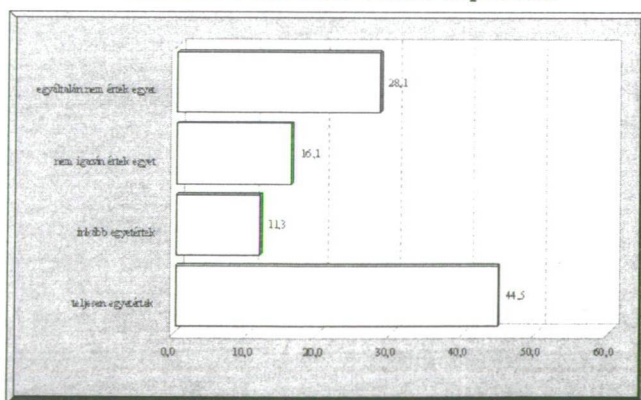 egyáltalán nem értek egyet
28,1
nem igazán értek egyet
16,1
inkább egyetértek
11,3
teljesen egyetértek
44,5
0,0 10,0 20,0 30,0 40,0 50,0 60,0